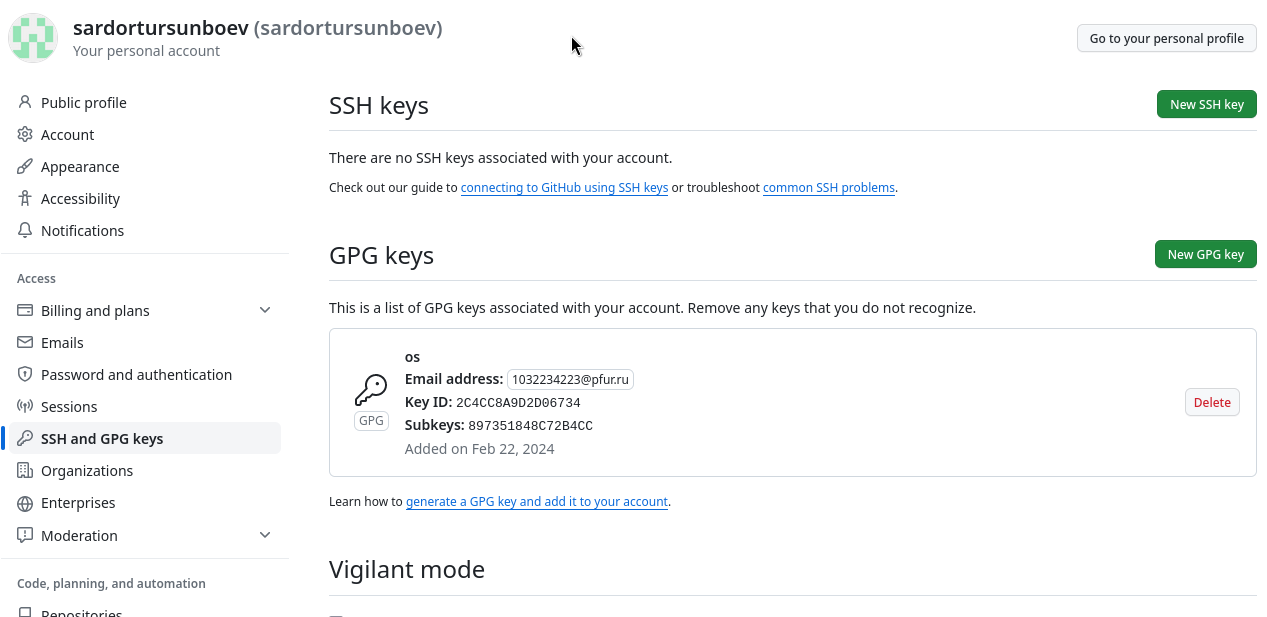 sardortursunboev (sardortursunboev)
Your personal account
Go to your personal profile
Public profile
Account
Appearance
Accessibility
Notifications
Access
Billing and plans
Emails
Password and authentication
Sessions
SSH and GPG keys
Organizations
Enterprises
Moderation
Code, planning, and automation
Repositories
SSH keys
New SSH key
There are no SSH keys associated with your account.
Check out our guide to connecting to GitHub using SSH keys or troubleshoot common SSH problems.
GPG keys
New GPG key
This is a list of GPG keys associated with your account. Remove any keys that you do not recognize.
GPG
os
Email address: 1032234223@pfur.ru
Key ID: 2C4CC8A9D2D06734
Subkeys: 897351848C72B4CC
Added on Feb 22, 2024
Delete
Learn how to generate a GPG key and add it to your account.
Vigilant mode